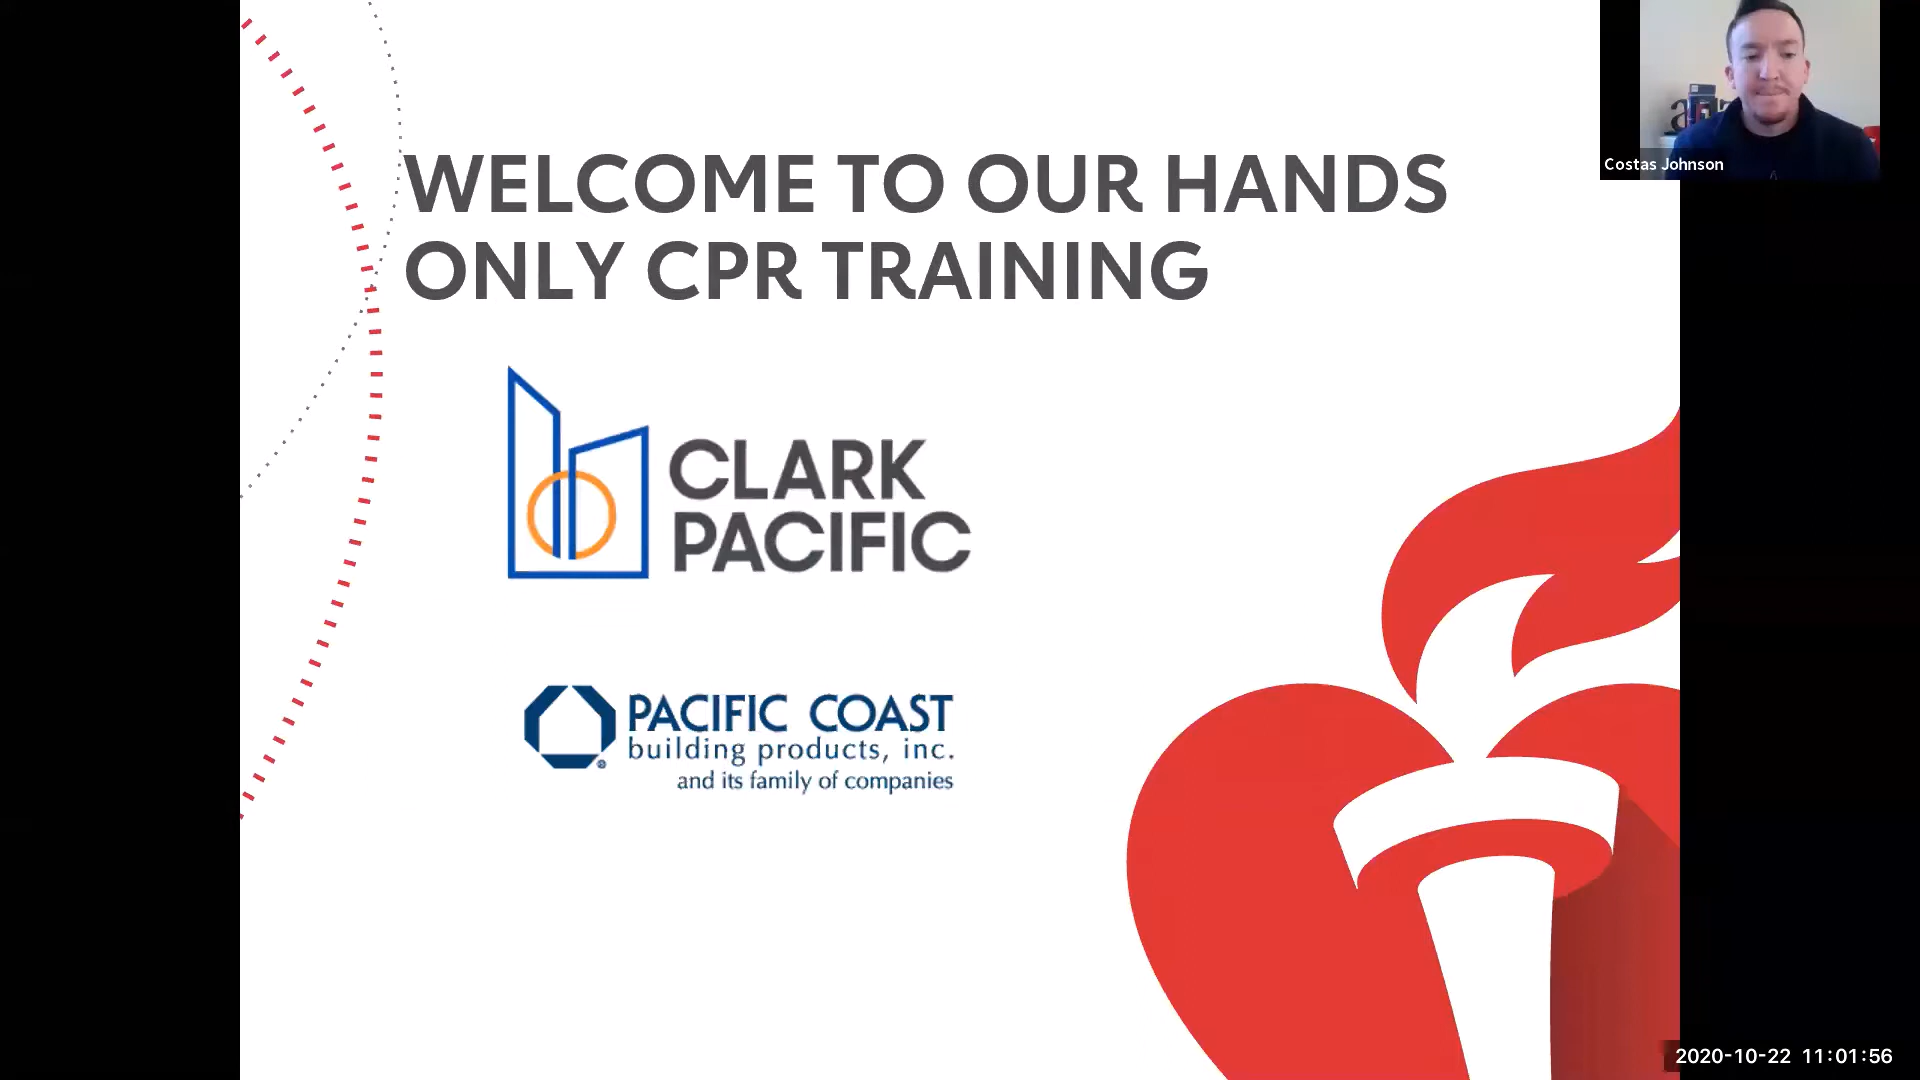 WELCOME TO OUR HANDS
ONLY CPR TRAINING
CLARK
PACIFIC
PACIFIC COAST
building products, inc.
and its family of companies
Costas Johnson
2020-10-22 11:01:56